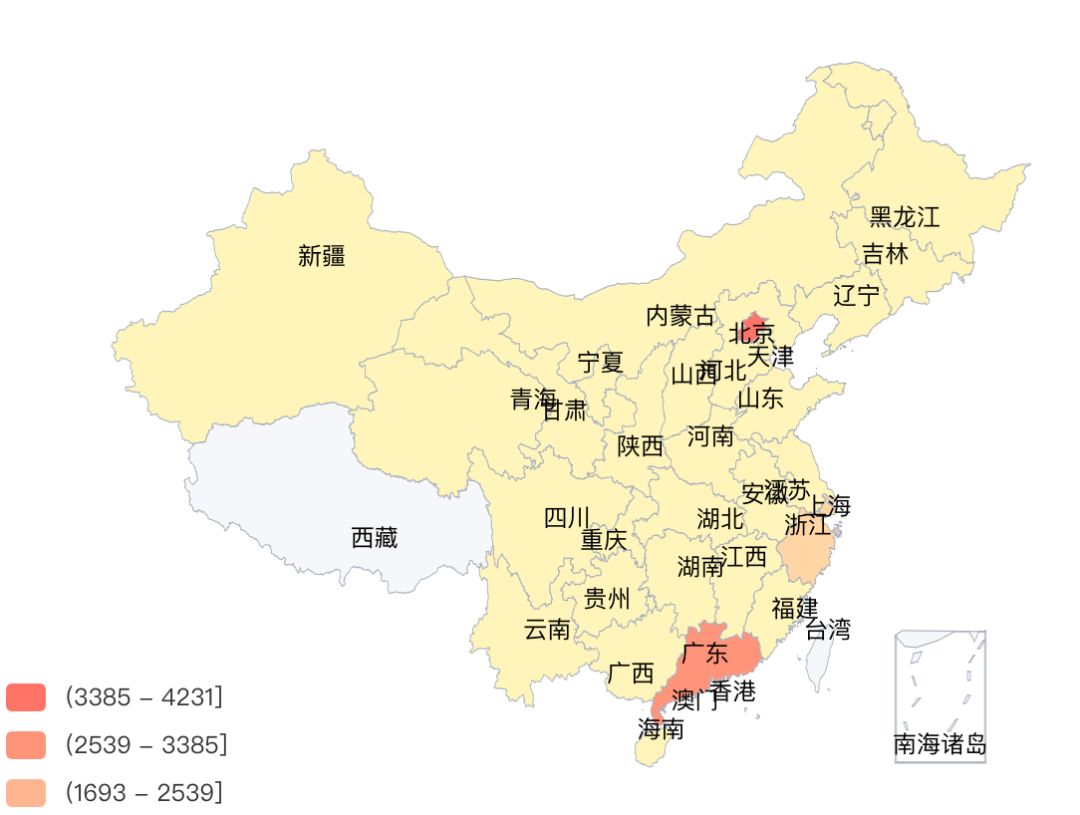 黑龙江
吉林
新疆
辽宁
内蒙古
北京
天津
宁夏
山西
河北
青海
甘肃
山东
河南
陕西
安徽
江苏
上海
四川
湖北
浙江
西藏
重庆
江西
湖南
贵州
福建
云南
台湾
广东
广西
香港
澳门
海南
南海诸岛
(3385 – 4231]
(2539 – 3385]
(1693 – 2539]